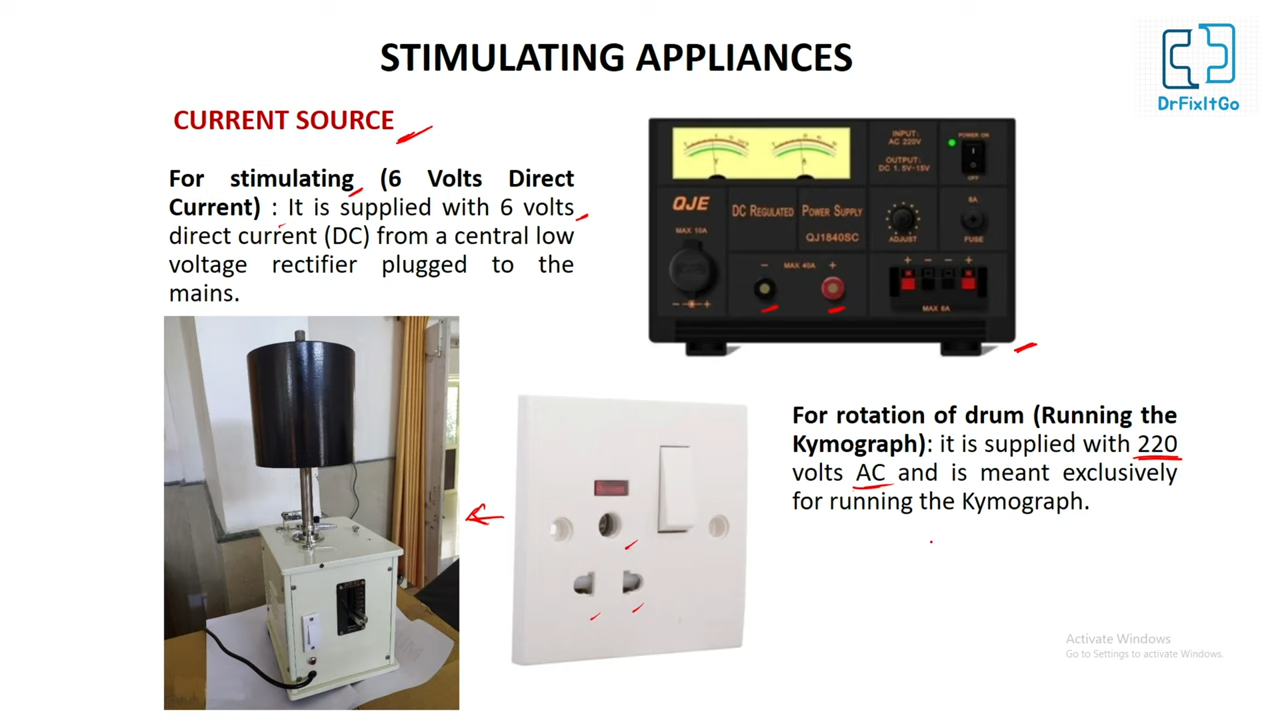 STIMULATING APPLIANCES
DrFixItGo
CURRENT SOURCE
For stimulating (6 Volts Direct
Current) : It is supplied with 6 volts
direct current (DC) from a central low
voltage rectifier plugged to the
mains.
V
A
INPUT:
AC 220V
OUTPUT:
DC 1.5V-15V
POWER ON
I
OFF
QJE
MAX 10A
DC REGULATED
POWER SUPPLY
QJ1840SC
ADJUST
8A
FUSE
- MAX 40A +
+ - - +
MAX 6A
- +
For rotation of drum (Running the
Kymograph): it is supplied with 220
volts AC and is meant exclusively
for running the Kymograph.
Activate Windows
Go to Settings to activate Windows.